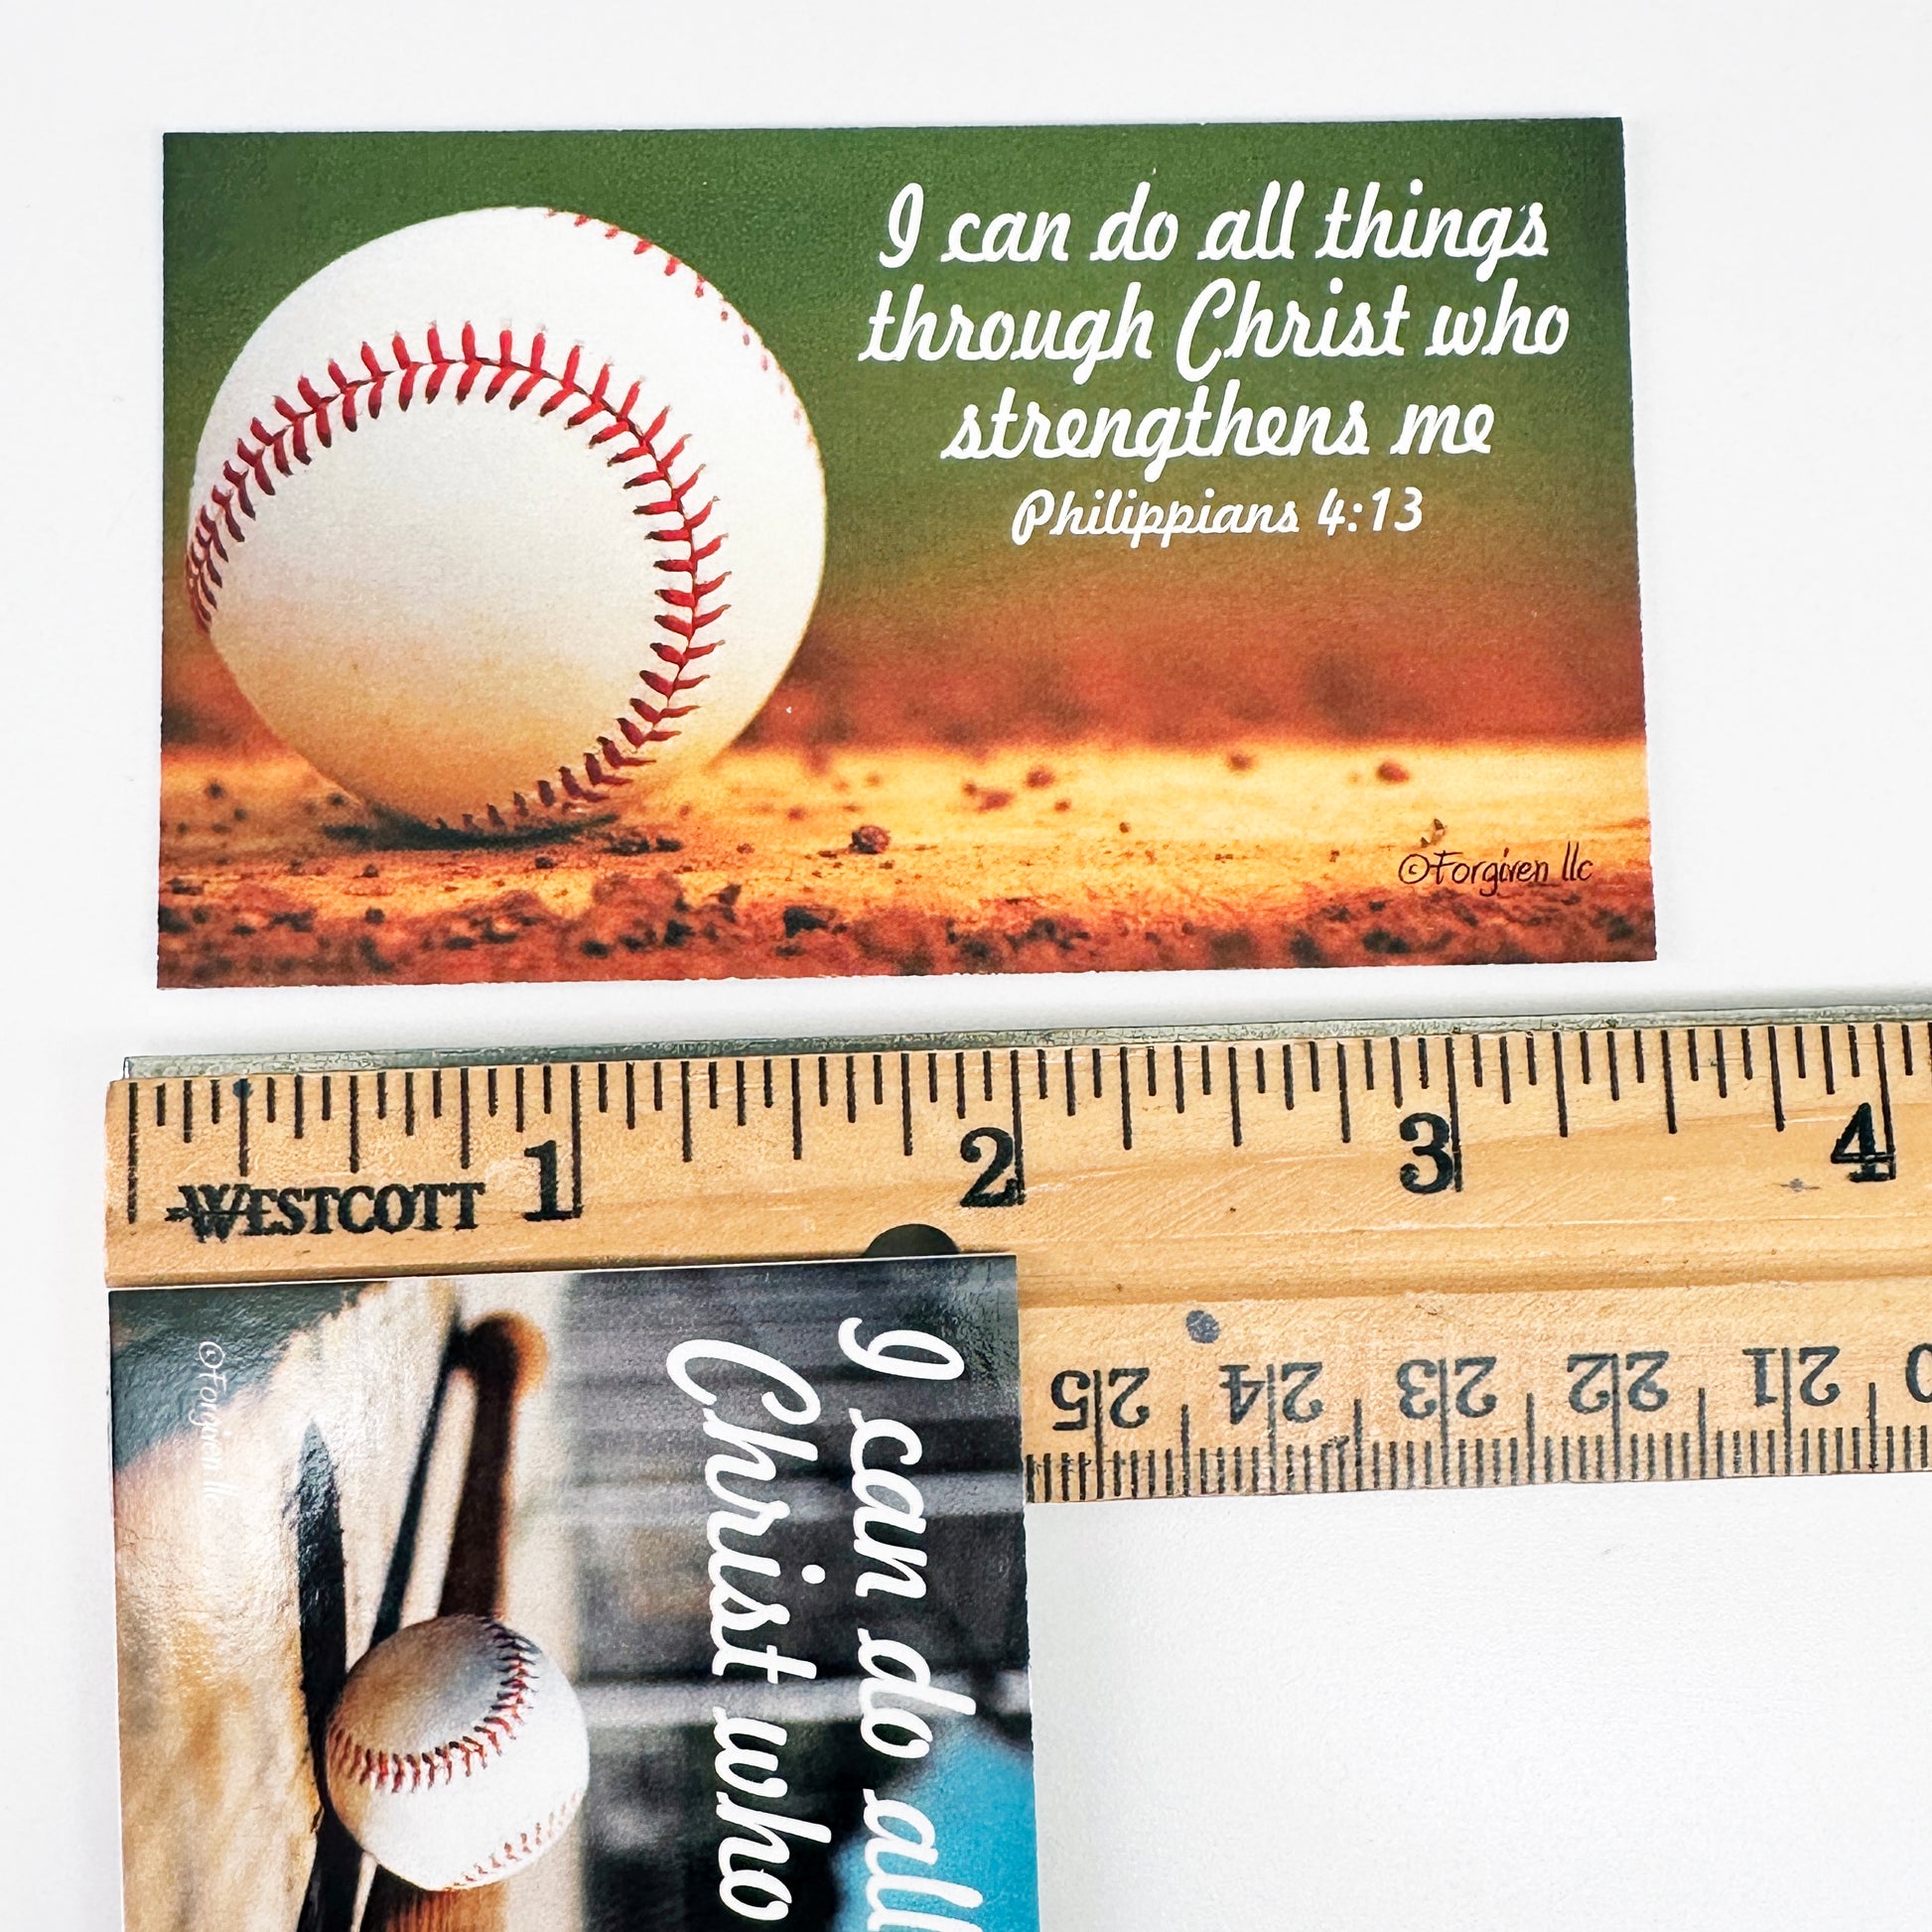 I can do all things
through Christ who
strengthens me
Philippians 4:13
©Forgiven llc
1 2 3 4
WESTCOTT
25 24 23 22 21
I can do all
Christ who
©Forgiven llc